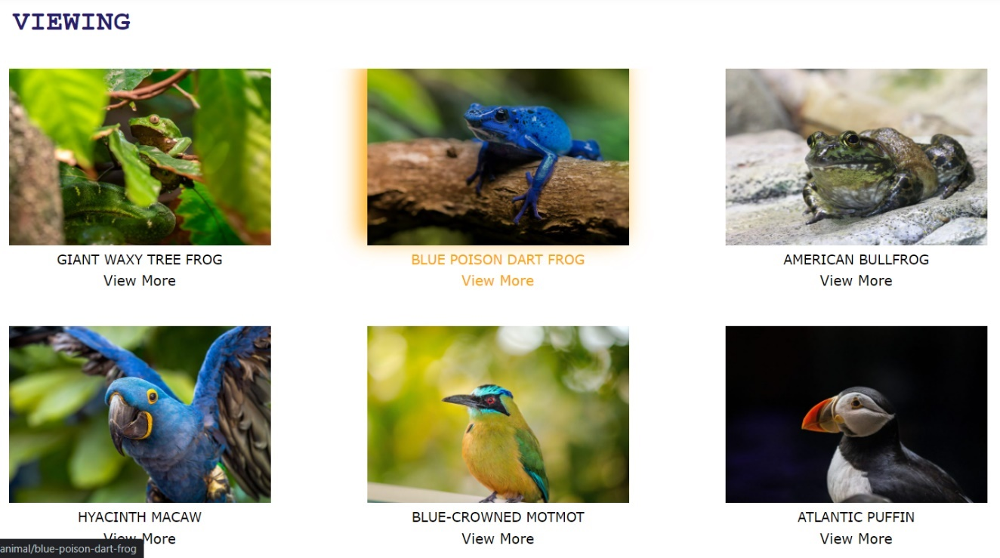 VIEWING
GIANT WAXY TREE FROG
View More
BLUE POISON DART FROG
View More
AMERICAN BULLFROG
View More
HYACINTH MACAW
View More
BLUE-CROWNED MOTMOT
View More
ATLANTIC PUFFIN
View More
animal/blue-poison-dart-frog